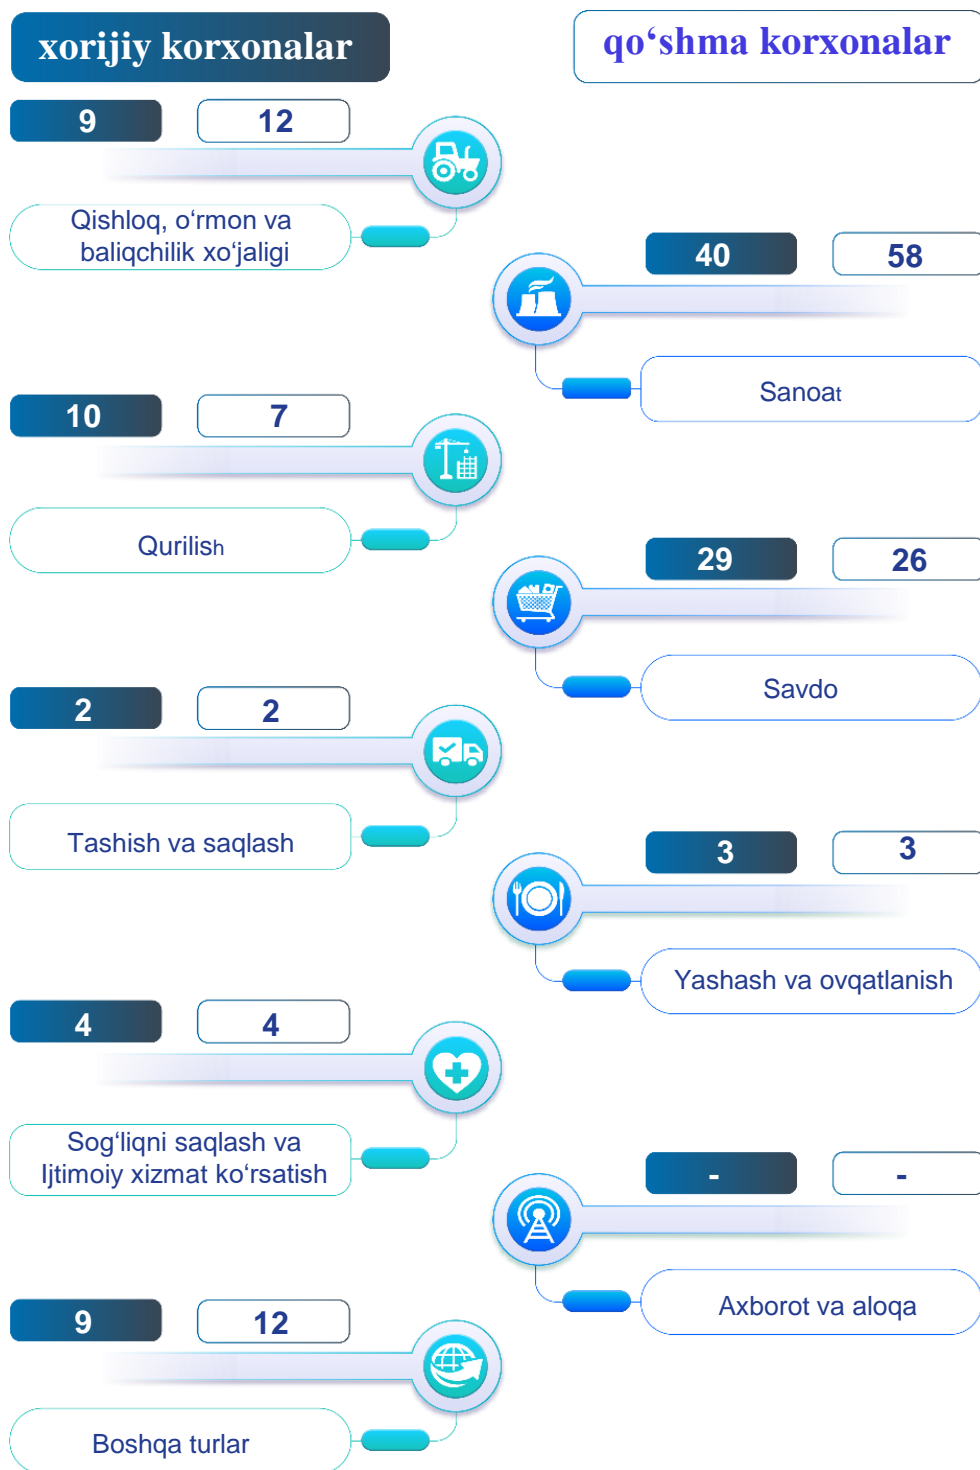 xorijiy korxonalar
qo‘shma korxonalar
9
12
Qishloq, o‘rmon va
baliqchilik xo‘jaligi
40
58
Sanoat
10
7
Qurilish
29
26
Savdo
2
2
Tashish va saqlash
3
3
Yashash va ovqatlanish
4
4
Sog‘liqni saqlash va
Ijtimoiy xizmat ko‘rsatish
-
-
Axborot va aloqa
9
12
Boshqa turlar